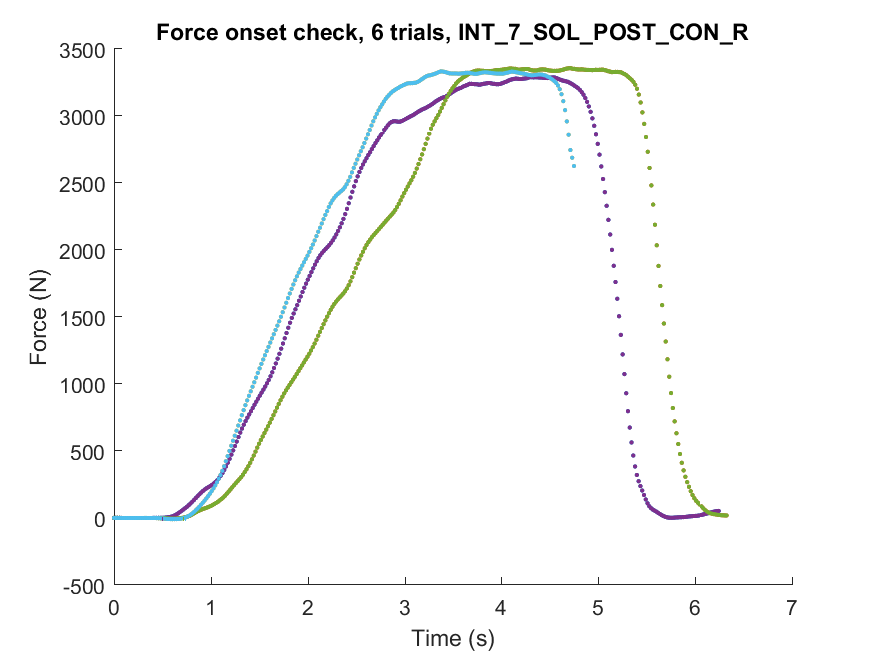 Force onset check, 6 trials, INT_7_SOL_POST_CON_R
3500
3000
2500
2000
1500
1000
500
0
-500
Force (N)
0 1 2 3 4 5 6 7
Time (s)